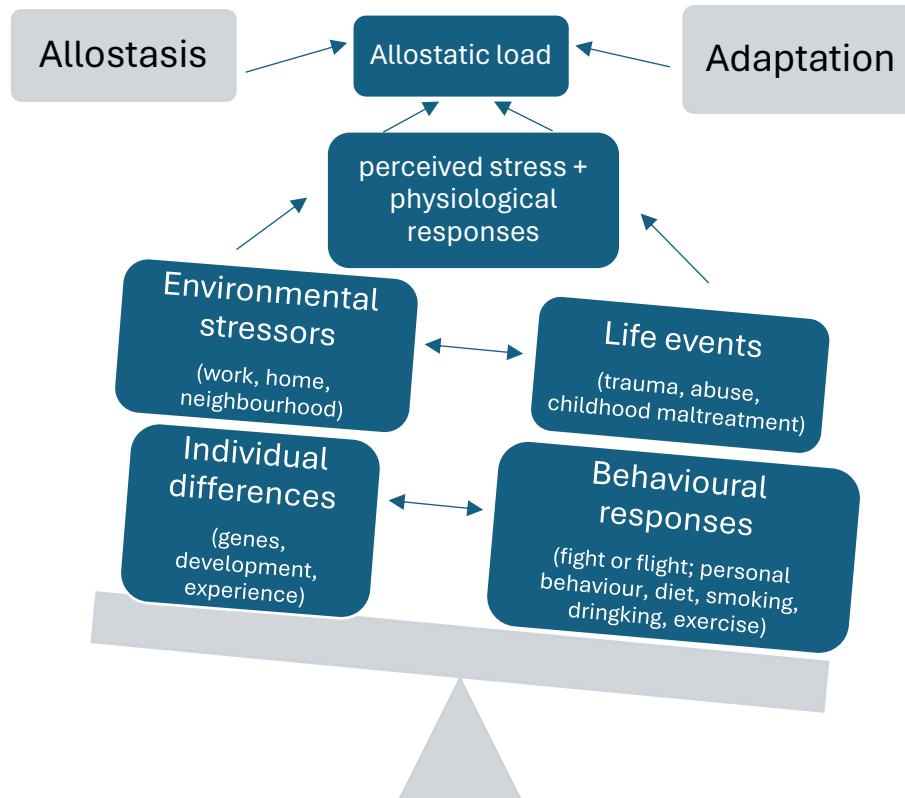 Allostasis
Allostatic load
Adaptation
perceived stress +
physiological
responses
Environmental
stressors
(work, home,
neighbourhood)
Life events
(trauma, abuse,
childhood maltreatment)
Individual
differences
(genes,
development,
experience)
Behavioural
responses
(fight or flight; personal
behaviour, diet, smoking,
dringking, exercise)